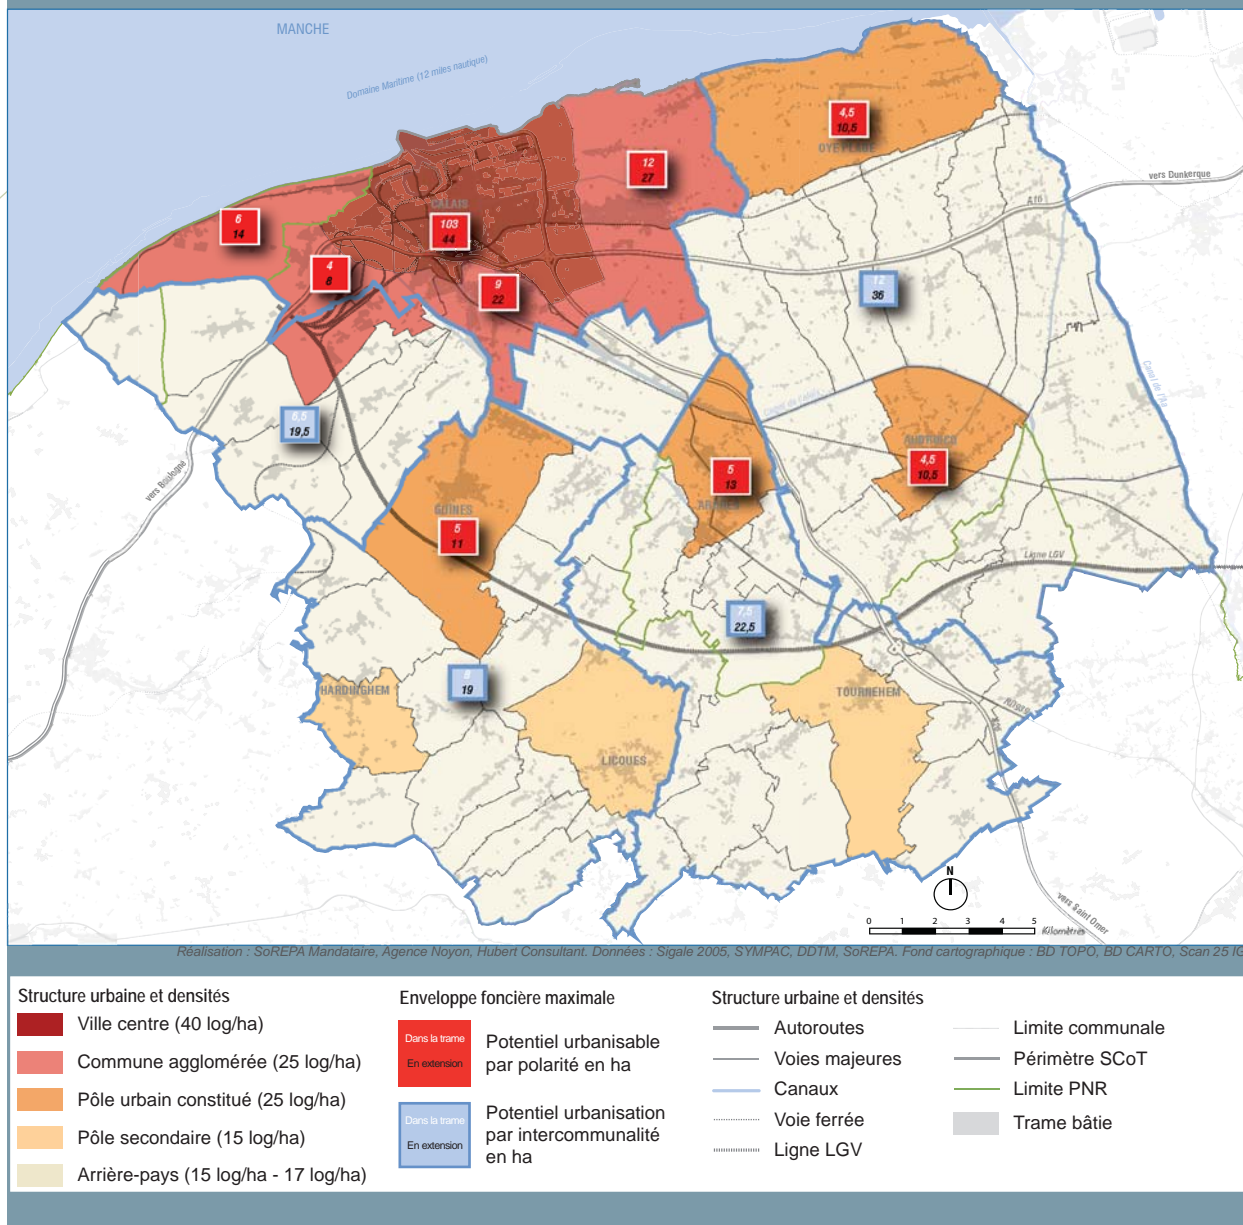 MANCHE
Domaine Maritime (12 miles nautique)
4,5
10,5
OYE PLAGE
12
27
vers Dunkerque
A16
CALAIS
103
44
6
14
4
8
9
22
12
36
Canal de Calais
Canal de l'Aa
6,5
19,5
vers Boulogne
AUDRUICQ
4,5
10,5
5
13
ARDRES
GUINES
5
11
Ligne LGV
7,5
22,5
8
19
HARDINGHEM
TOURNEHEM
LICQUES
A26
vers Saint Omer
N
0 1 2 3 4 5
Kilomètres
Réalisation : SoREPA Mandataire, Agence Noyon, Hubert Consultant. Données : Sigale 2005, SYMPAC, DDTM, SoREPA. Fond cartographique : BD TOPO, BD CARTO, Scan 25 IG
Structure urbaine et densités
Ville centre (40 log/ha)
Commune agglomérée (25 log/ha)
Pôle urbain constitué (25 log/ha)
Pôle secondaire (15 log/ha)
Arrière-pays (15 log/ha - 17 log/ha)
Enveloppe foncière maximale
Dans la trame
En extension
Potentiel urbanisable
par polarité en ha
Dans la trame
En extension
Potentiel urbanisation
par intercommunalité
en ha
Structure urbaine et densités
Autoroutes
Voies majeures
Canaux
Voie ferrée
Ligne LGV
Limite communale
Périmètre SCoT
Limite PNR
Trame bâtie